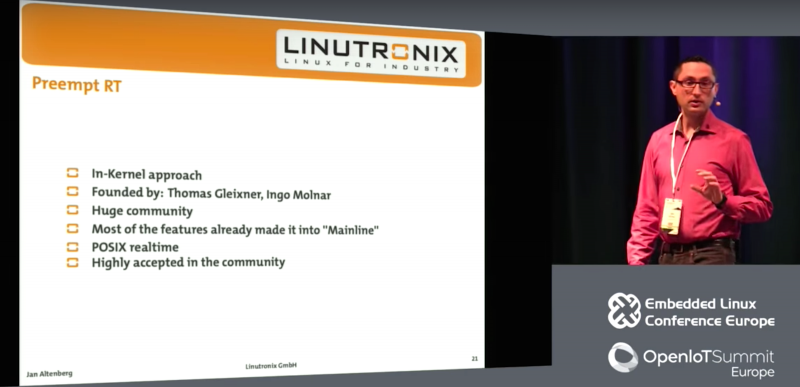 LINUTRONIX
LINUX FOR INDUSTRY
Preempt RT
In-Kernel approach
Founded by: Thomas Gleixner, Ingo Molnar
Huge community
Most of the features already made it into "Mainline"
POSIX realtime
Highly accepted in the community
Jan Altenberg
Linutronix GmbH
21
Embedded Linux
Conference Europe
OpenIoTSummit
Europe